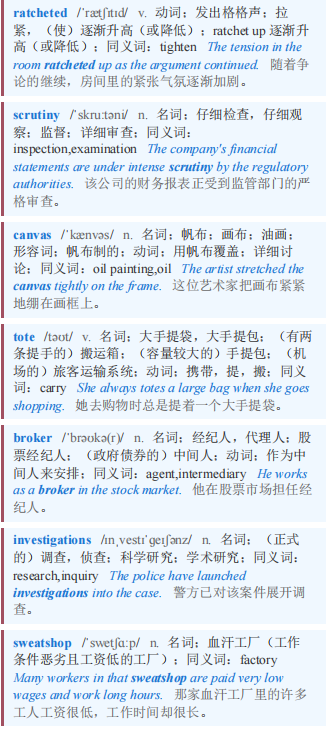 ratcheted /'rætʃɪtɪd/ v. 动词；发出格格声；拉
紧，（使）逐渐升高（或降低）；ratchet up 逐渐升
高（或降低）；同义词：tighten The tension in the
room ratcheted up as the argument continued. 随着争
论的继续，房间里的紧张气氛逐渐加剧。
scrutiny /'skruːtəni/ n. 名词；仔细检查，仔细观
察；监督；详细审查；同义词：
inspection,examination The company's financial
statements are under intense scrutiny by the regulatory
authorities. 该公司的财务报表正受到监管部门的严
格审查。
canvas /'kænvəs/ n. 名词；帆布；画布；油画；
形容词；帆布制的；动词；用帆布覆盖；详细讨
论；同义词：oil painting,oil The artist stretched the
canvas tightly on the frame. 这位艺术家把画布紧紧
地绷在画框上。
tote /təʊt/ v. 名词；大手提袋，大手提包；（有两
条提手的）搬运箱；（容量较大的）手提包；（机
场的）旅客运输系统；动词；携带，提，搬；同义
词：carry She always totes a large bag when she goes
shopping. 她去购物时总是提着一个大手提袋。
broker /'brəʊkə(r)/ n. 名词；经纪人，代理人；股
票经纪人；（政府债券的）中间人；动词；作为中
间人来安排；同义词：agent,intermediary He works
as a broker in the stock market. 他在股票市场担任经
纪人。
investigations /ɪnˌvestɪ'ɡeɪʃənz/ n. 名词；（正式
的）调查，侦查；科学研究；学术研究；同义词：
research,inquiry The police have launched
investigations into the case. 警方已对该案件展开调
查。
sweatshop /'swetʃɑːp/ n. 名词；血汗工厂（工作
条件恶劣且工资低的工厂）；同义词：factory
Many workers in that sweatshop are paid very low
wages and work long hours. 那家血汗工厂里的许多
工人工资很低，工作时间却很长。